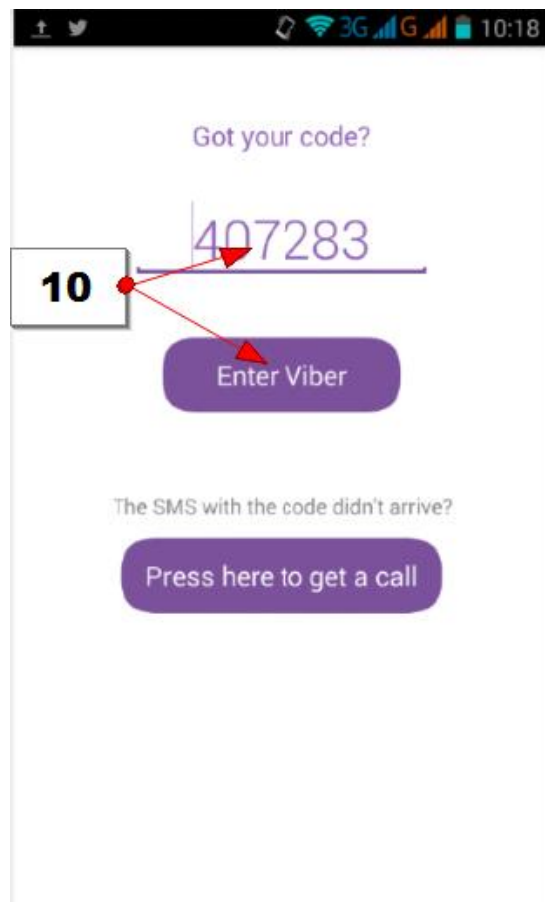 3G G 10:18
Got your code?
407283
10
Enter Viber
The SMS with the code didn't arrive?
Press here to get a call